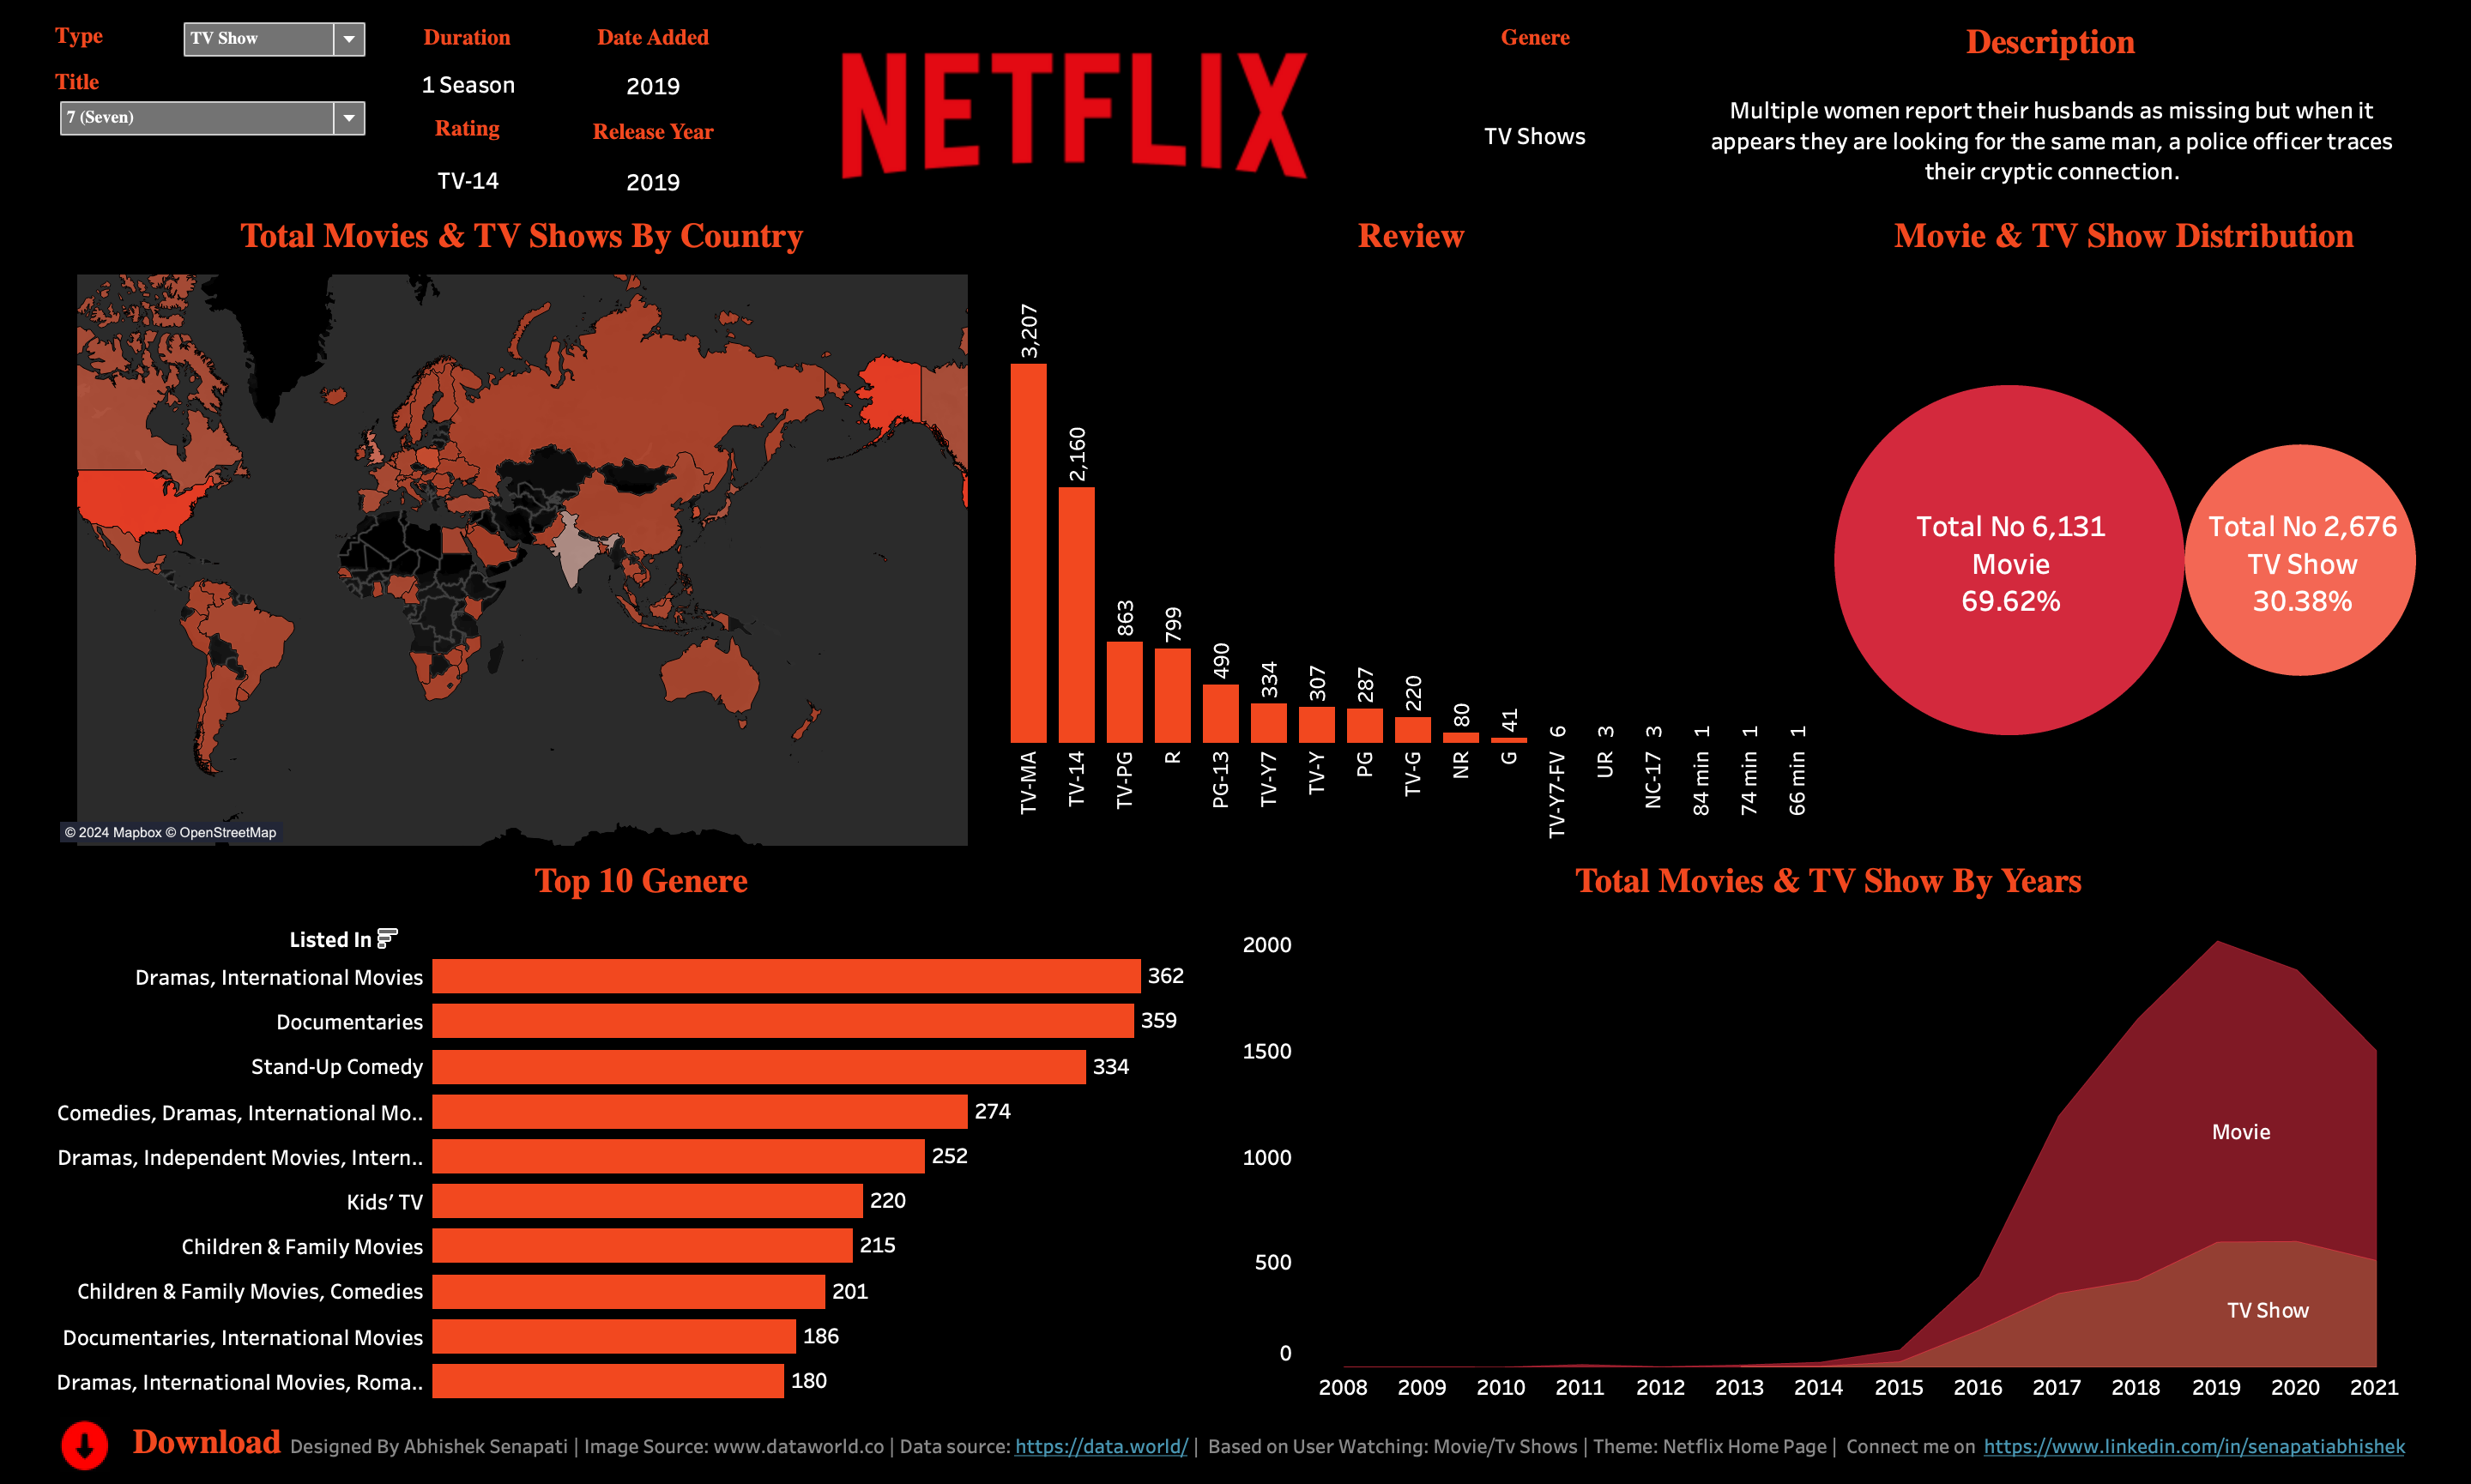 Type
TV Show
Title
7 (Seven)
Duration
1 Season
Rating
TV-14
Date Added
2019
Release Year
2019
NETFLIX
Genere
TV Shows
Description
Multiple women report their husbands as missing but when it
appears they are looking for the same man, a police officer traces
their cryptic connection.
Total Movies & TV Shows By Country
© 2024 Mapbox © OpenStreetMap
Review
3,207
2,160
863
799
490
334
307
287
220
80
41
6
3
3
1
1
1
TV-MA
TV-14
TV-PG
R
PG-13
TV-Y7
TV-Y
PG
TV-G
NR
G
TV-Y7-FV
UR
NC-17
84 min
74 min
66 min
Movie & TV Show Distribution
Total No 6,131
Movie
69.62%
Total No 2,676
TV Show
30.38%
Top 10 Genere
Listed In
Dramas, International Movies 362
Documentaries 359
Stand-Up Comedy 334
Comedies, Dramas, International Mo.. 274
Dramas, Independent Movies, Intern.. 252
Kids’ TV 220
Children & Family Movies 215
Children & Family Movies, Comedies 201
Documentaries, International Movies 186
Dramas, International Movies, Roma.. 180
Total Movies & TV Show By Years
2000
1500
1000
500
0
Movie
TV Show
2008 2009 2010 2011 2012 2013 2014 2015 2016 2017 2018 2019 2020 2021
Download Designed By Abhishek Senapati | Image Source: www.dataworld.co | Data source: https://data.world/ | Based on User Watching: Movie/Tv Shows | Theme: Netflix Home Page | Connect me on https://www.linkedin.com/in/senapatiabhishek